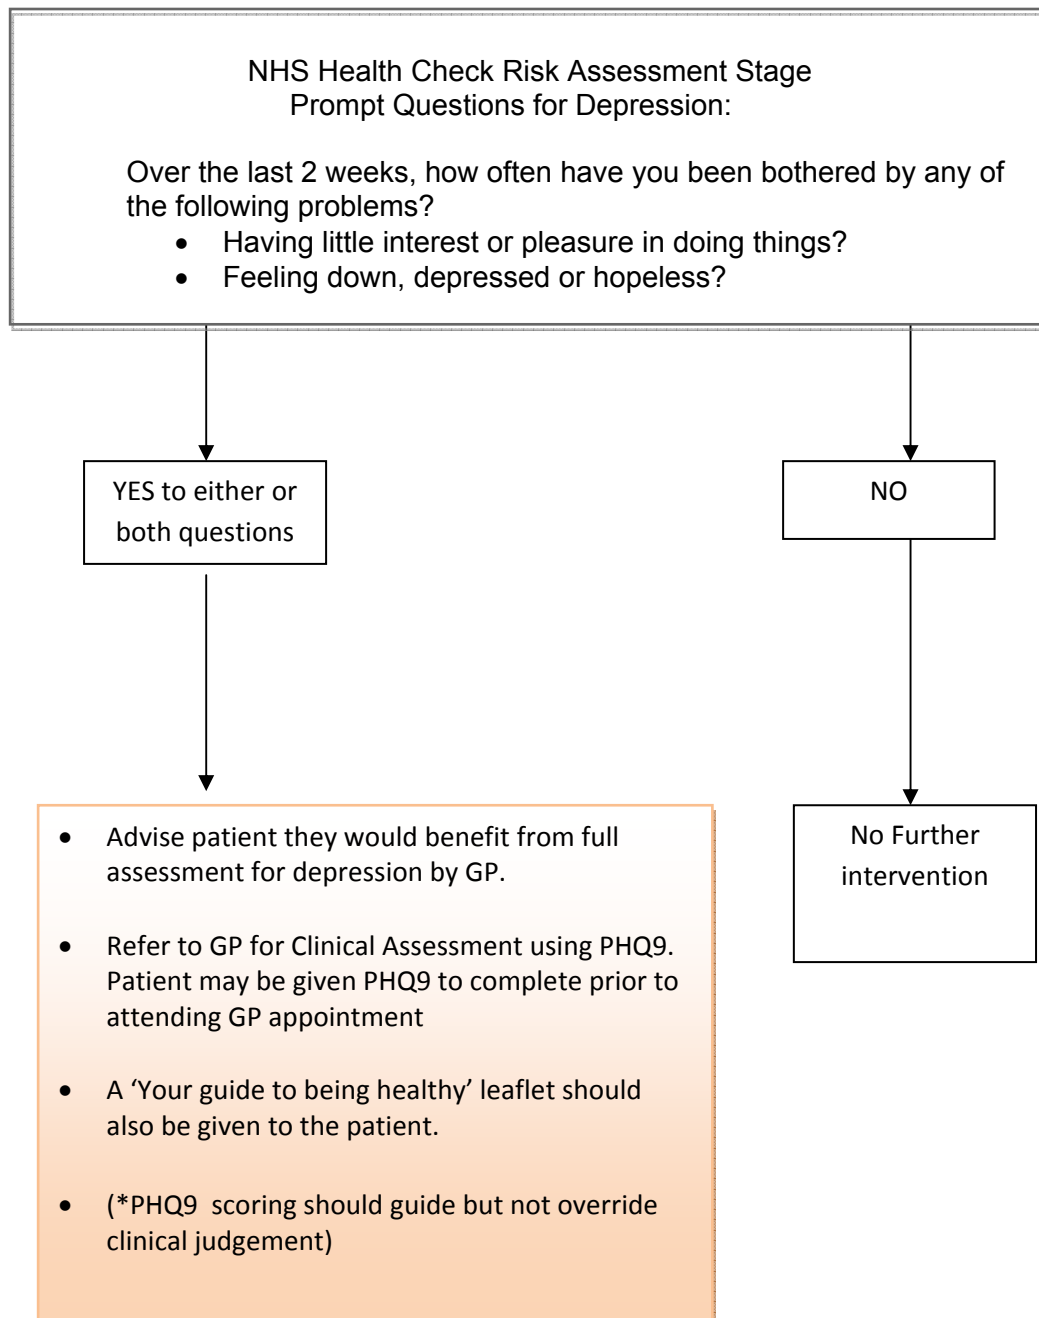 NHS Health Check Risk Assessment Stage
Prompt Questions for Depression:
Over the last 2 weeks, how often have you been bothered by any of
the following problems?
• Having little interest or pleasure in doing things?
• Feeling down, depressed or hopeless?
YES to either or
both questions
NO
• Advise patient they would benefit from full
assessment for depression by GP.
• Refer to GP for Clinical Assessment using PHQ9.
Patient may be given PHQ9 to complete prior to
attending GP appointment
• A ‘Your guide to being healthy’ leaflet should
also be given to the patient.
• (*PHQ9  scoring should guide but not override
clinical judgement)
No Further
intervention